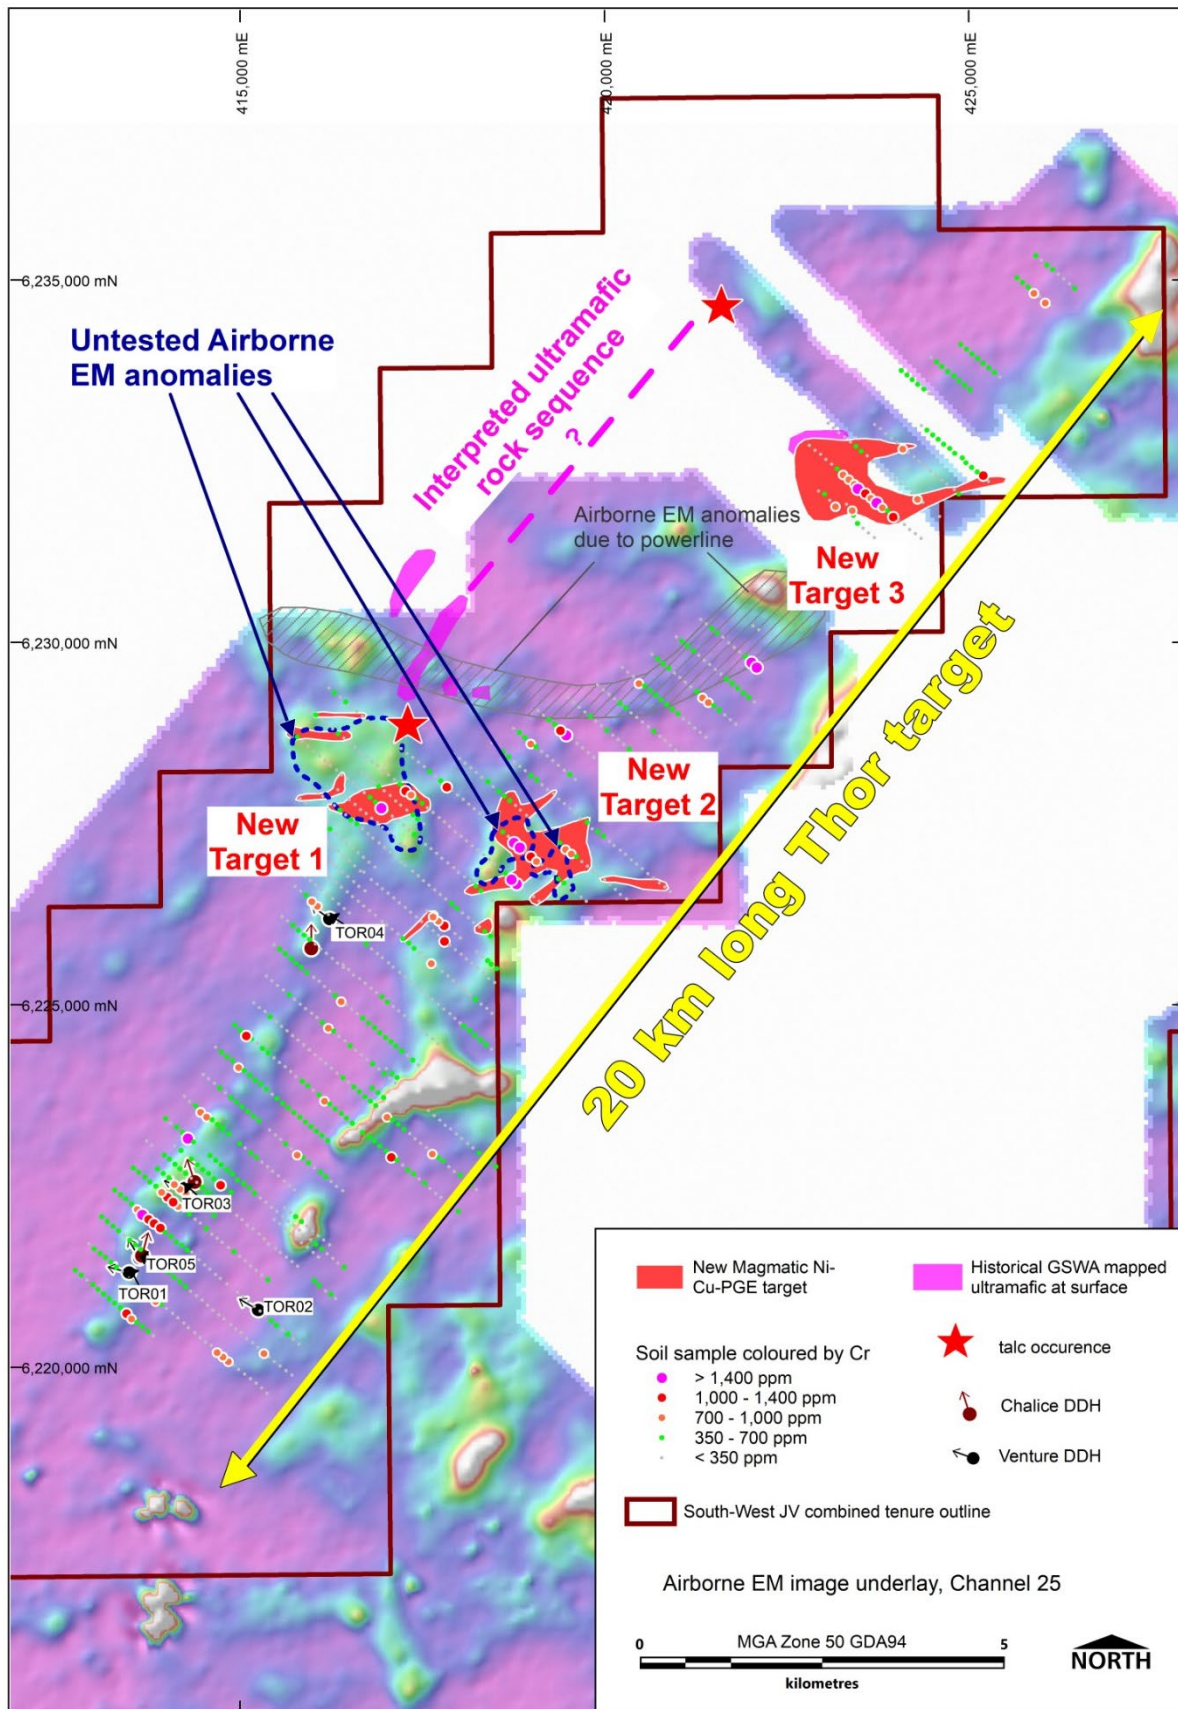 415,000 mE
420,000 mE
425,000 mE
6,235,000 mN
Untested Airborne
EM anomalies
Interpreted ultramafic
rock sequence
?
Airborne EM anomalies
due to powerline
New
Target 3
6,230,000 mN
New
Target 2
New
Target 1
20 km long Thor target
TOR04
6,225,000 mN
TOR03
TOR05
TOR01
TOR02
6,220,000 mN
New Magmatic Ni-
Cu-PGE target
Historical GSWA mapped
ultramafic at surface
Soil sample coloured by Cr
> 1,400 ppm
1,000 - 1,400 ppm
700 - 1,000 ppm
350 - 700 ppm
< 350 ppm
talc occurence
Chalice DDH
Venture DDH
South-West JV combined tenure outline
Airborne EM image underlay, Channel 25
0 MGA Zone 50 GDA94 5
kilometres
NORTH